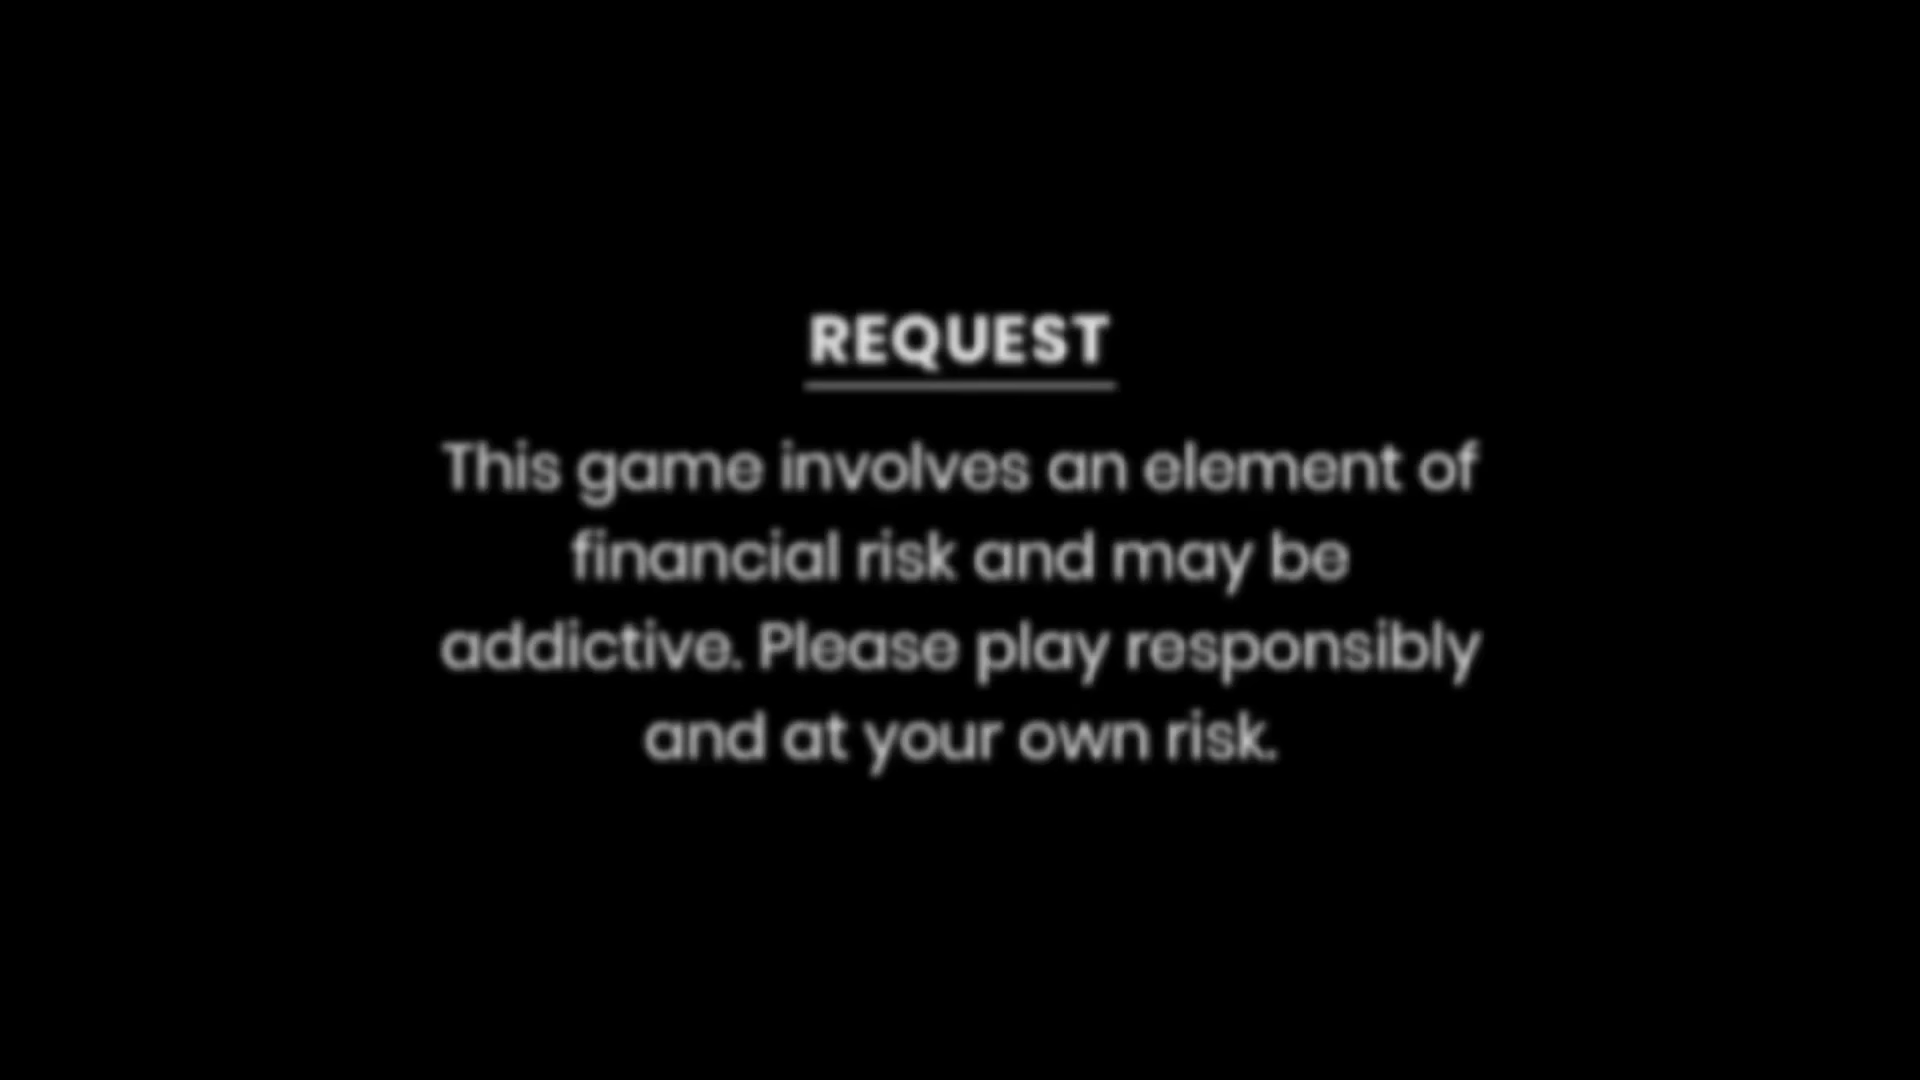 REQUEST
This game involves an element of
financial risk and may be
addictive. Please play responsibly
and at your own risk.